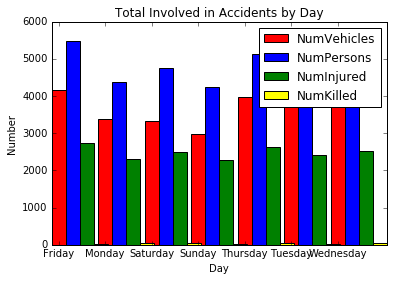 Total Involved in Accidents by Day
6000
5000
4000
3000
2000
1000
0
Number
NumVehicles
NumPersons
NumInjured
NumKilled
Friday
Monday
Saturday
Sunday
Thursday
Tuesday
Wednesday
Day